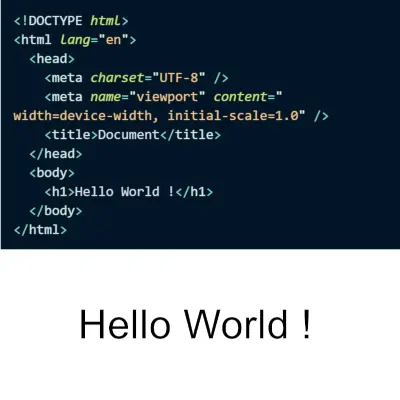 <!DOCTYPE html>
<html lang="en">
  <head>
    <meta charset="UTF-8" />
    <meta name="viewport" content="
width=device-width, initial-scale=1.0" />
    <title>Document</title>
  </head>
  <body>
    <h1>Hello World !</h1>
  </body>
</html>
Hello World !